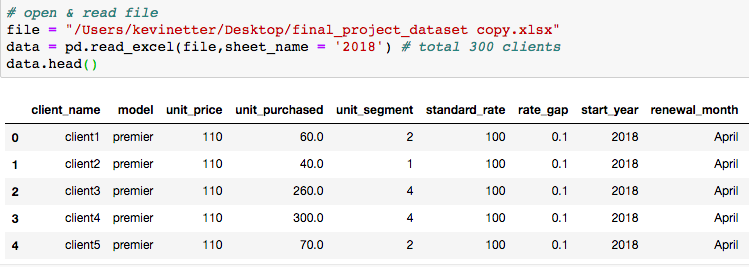 # open & read file
file = "/Users/kevinetter/Desktop/final_project_dataset copy.xlsx"
data = pd.read_excel(file,sheet_name = '2018') # total 300 clients
data.head()
client_name model unit_price unit_purchased unit_segment standard_rate rate_gap start_year renewal_month
0 client1 premier 110 60.0 2 100 0.1 2018 April
1 client2 premier 110 40.0 1 100 0.1 2018 April
2 client3 premier 110 260.0 4 100 0.1 2018 April
3 client4 premier 110 300.0 4 100 0.1 2018 April
4 client5 premier 110 70.0 2 100 0.1 2018 April